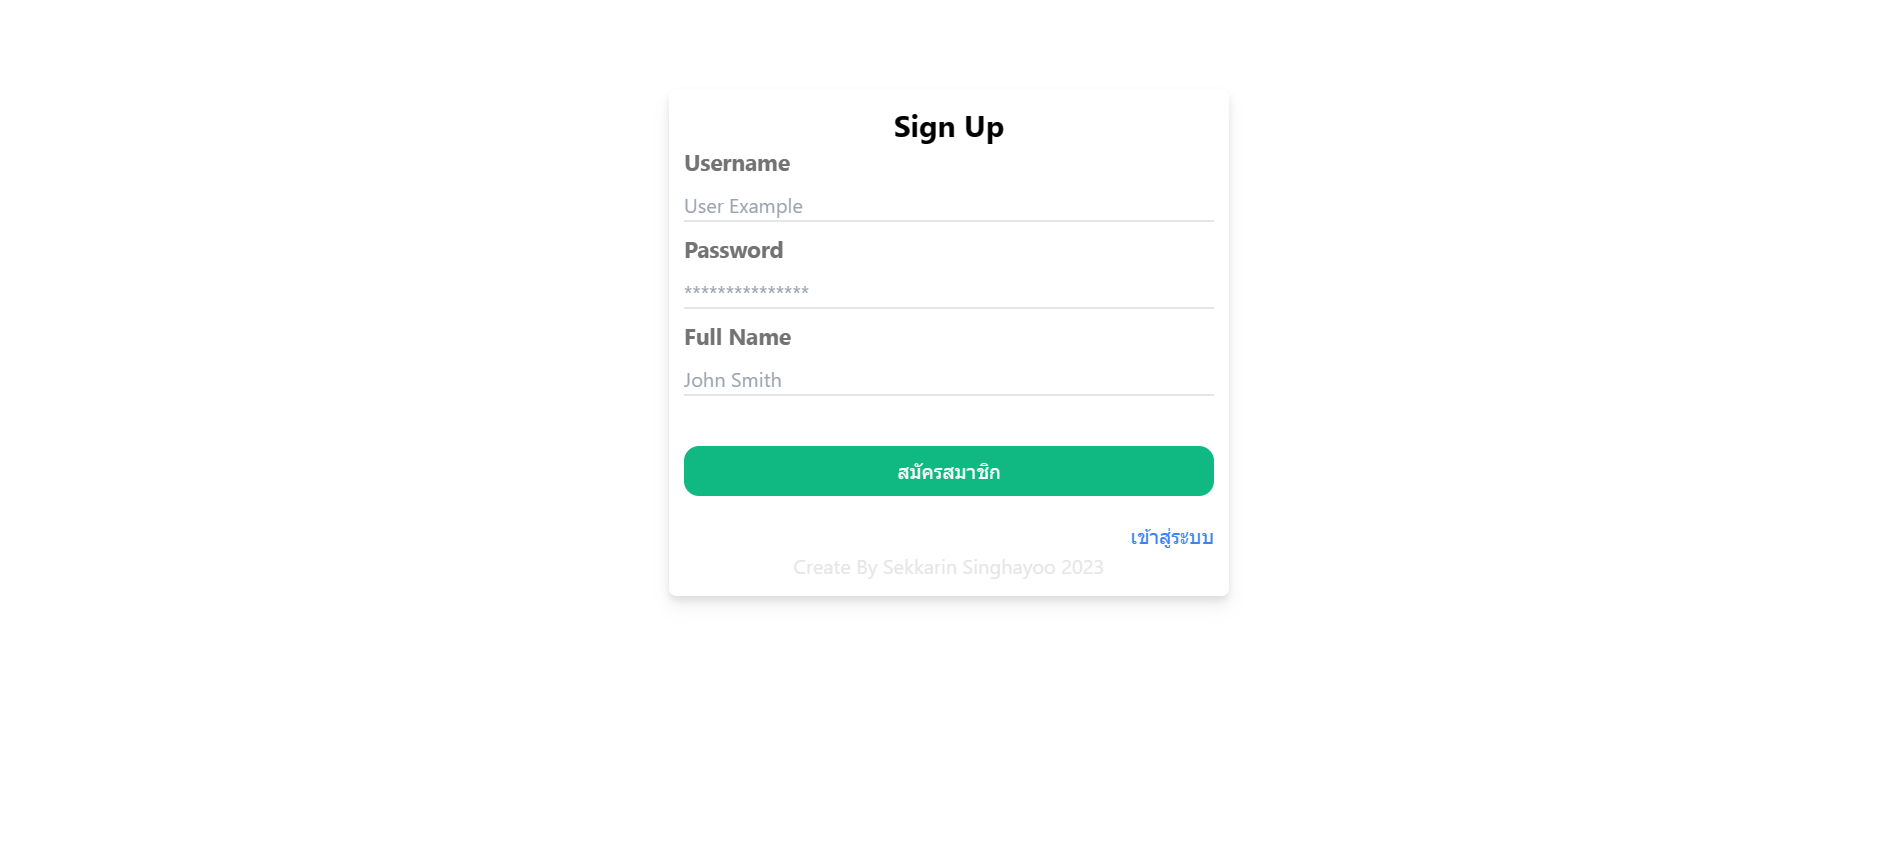 Sign Up
Username
User Example
Password
***************
Full Name
John Smith
สมัครสมาชิก
เข้าสู่ระบบ
Create By Sekkarin Singhayoo 2023